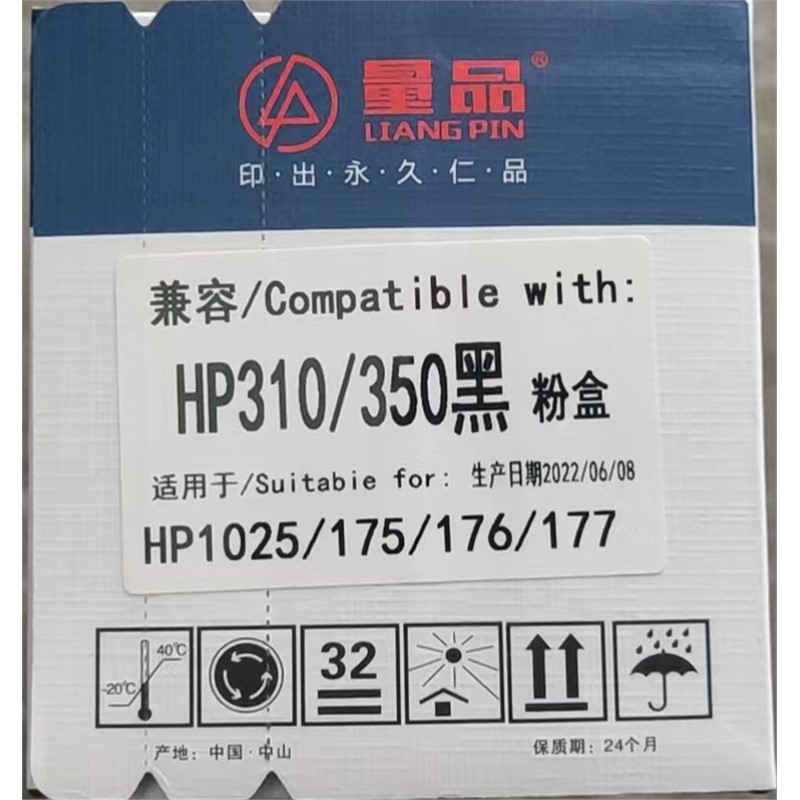 量品®
LIANG PIN
印·出·永·久·仁·品
兼容/Compatible with:
HP310/350黑 粉盒
适用于/Suitabie for: 生产日期2022/06/08
HP1025/175/176/177
40℃
-20℃
32
产地：中国·中山
保质期：24个月